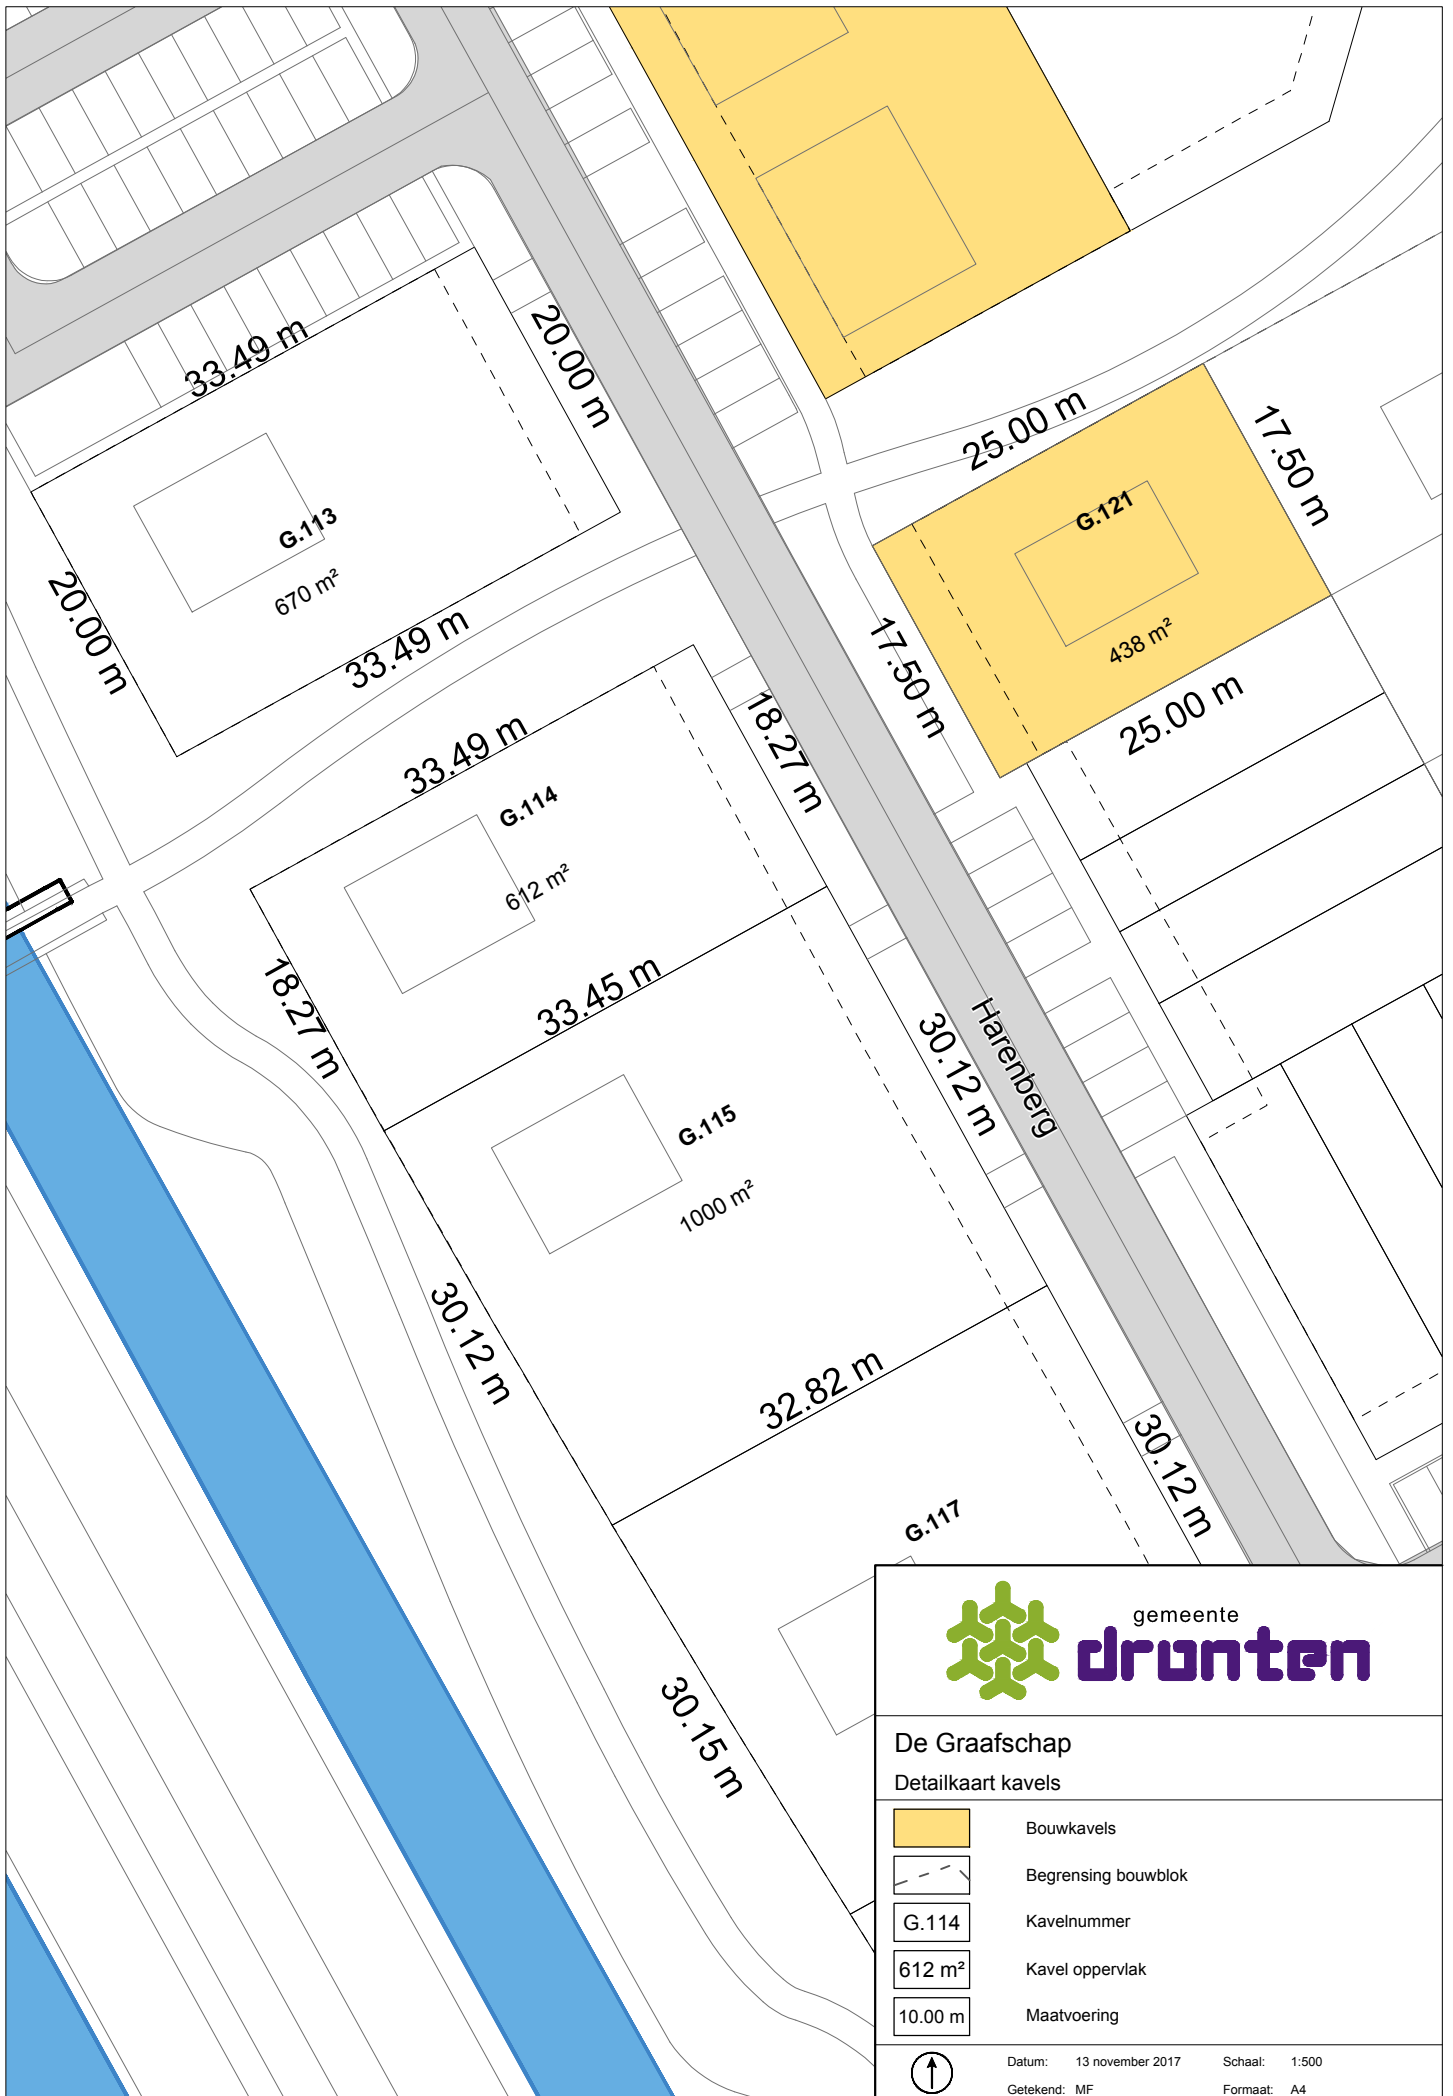 33.49 m
20.00 m
G.113
670 m²
20.00 m
33.49 m
25.00 m
17.50 m
G.121
438 m²
17.50 m
25.00 m
33.49 m
18.27 m
G.114
612 m²
18.27 m
33.45 m
30.12 m
Harenberg
G.115
1000 m²
30.12 m
32.82 m
30.12 m
G.117
30.15 m
gemeente
dronten
De Graafschap
Detailkaart kavels
Bouwkavels
Begrensing bouwblok
G.114 Kavelnummer
612 m² Kavel oppervlak
10.00 m Maatvoering
Datum: 13 november 2017 Schaal: 1:500
Getekend: MF Formaat: A4